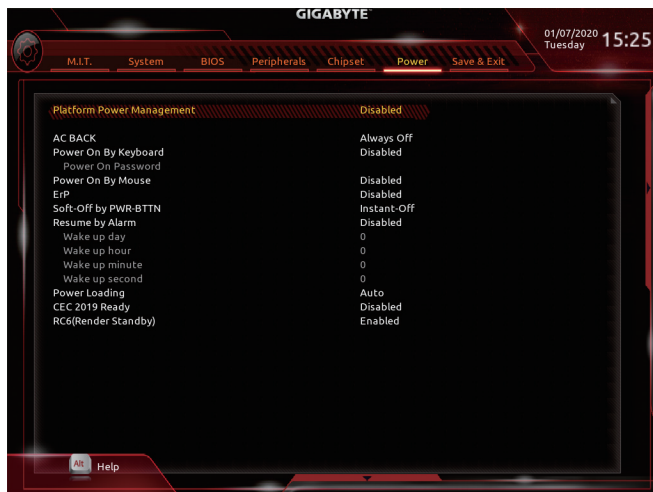 GIGABYTE™
01/07/2020 Tuesday 15:25
M.I.T. System BIOS Peripherals Chipset Power Save & Exit
Platform Power Management Disabled
AC BACK Always Off
Power On By Keyboard Disabled
Power On Password
Power On By Mouse Disabled
ErP Disabled
Soft-Off by PWR-BTTN Instant-Off
Resume by Alarm Disabled
Wake up day 0
Wake up hour 0
Wake up minute 0
Wake up second 0
Power Loading Auto
CEC 2019 Ready Disabled
RC6(Render Standby) Enabled
Alt Help